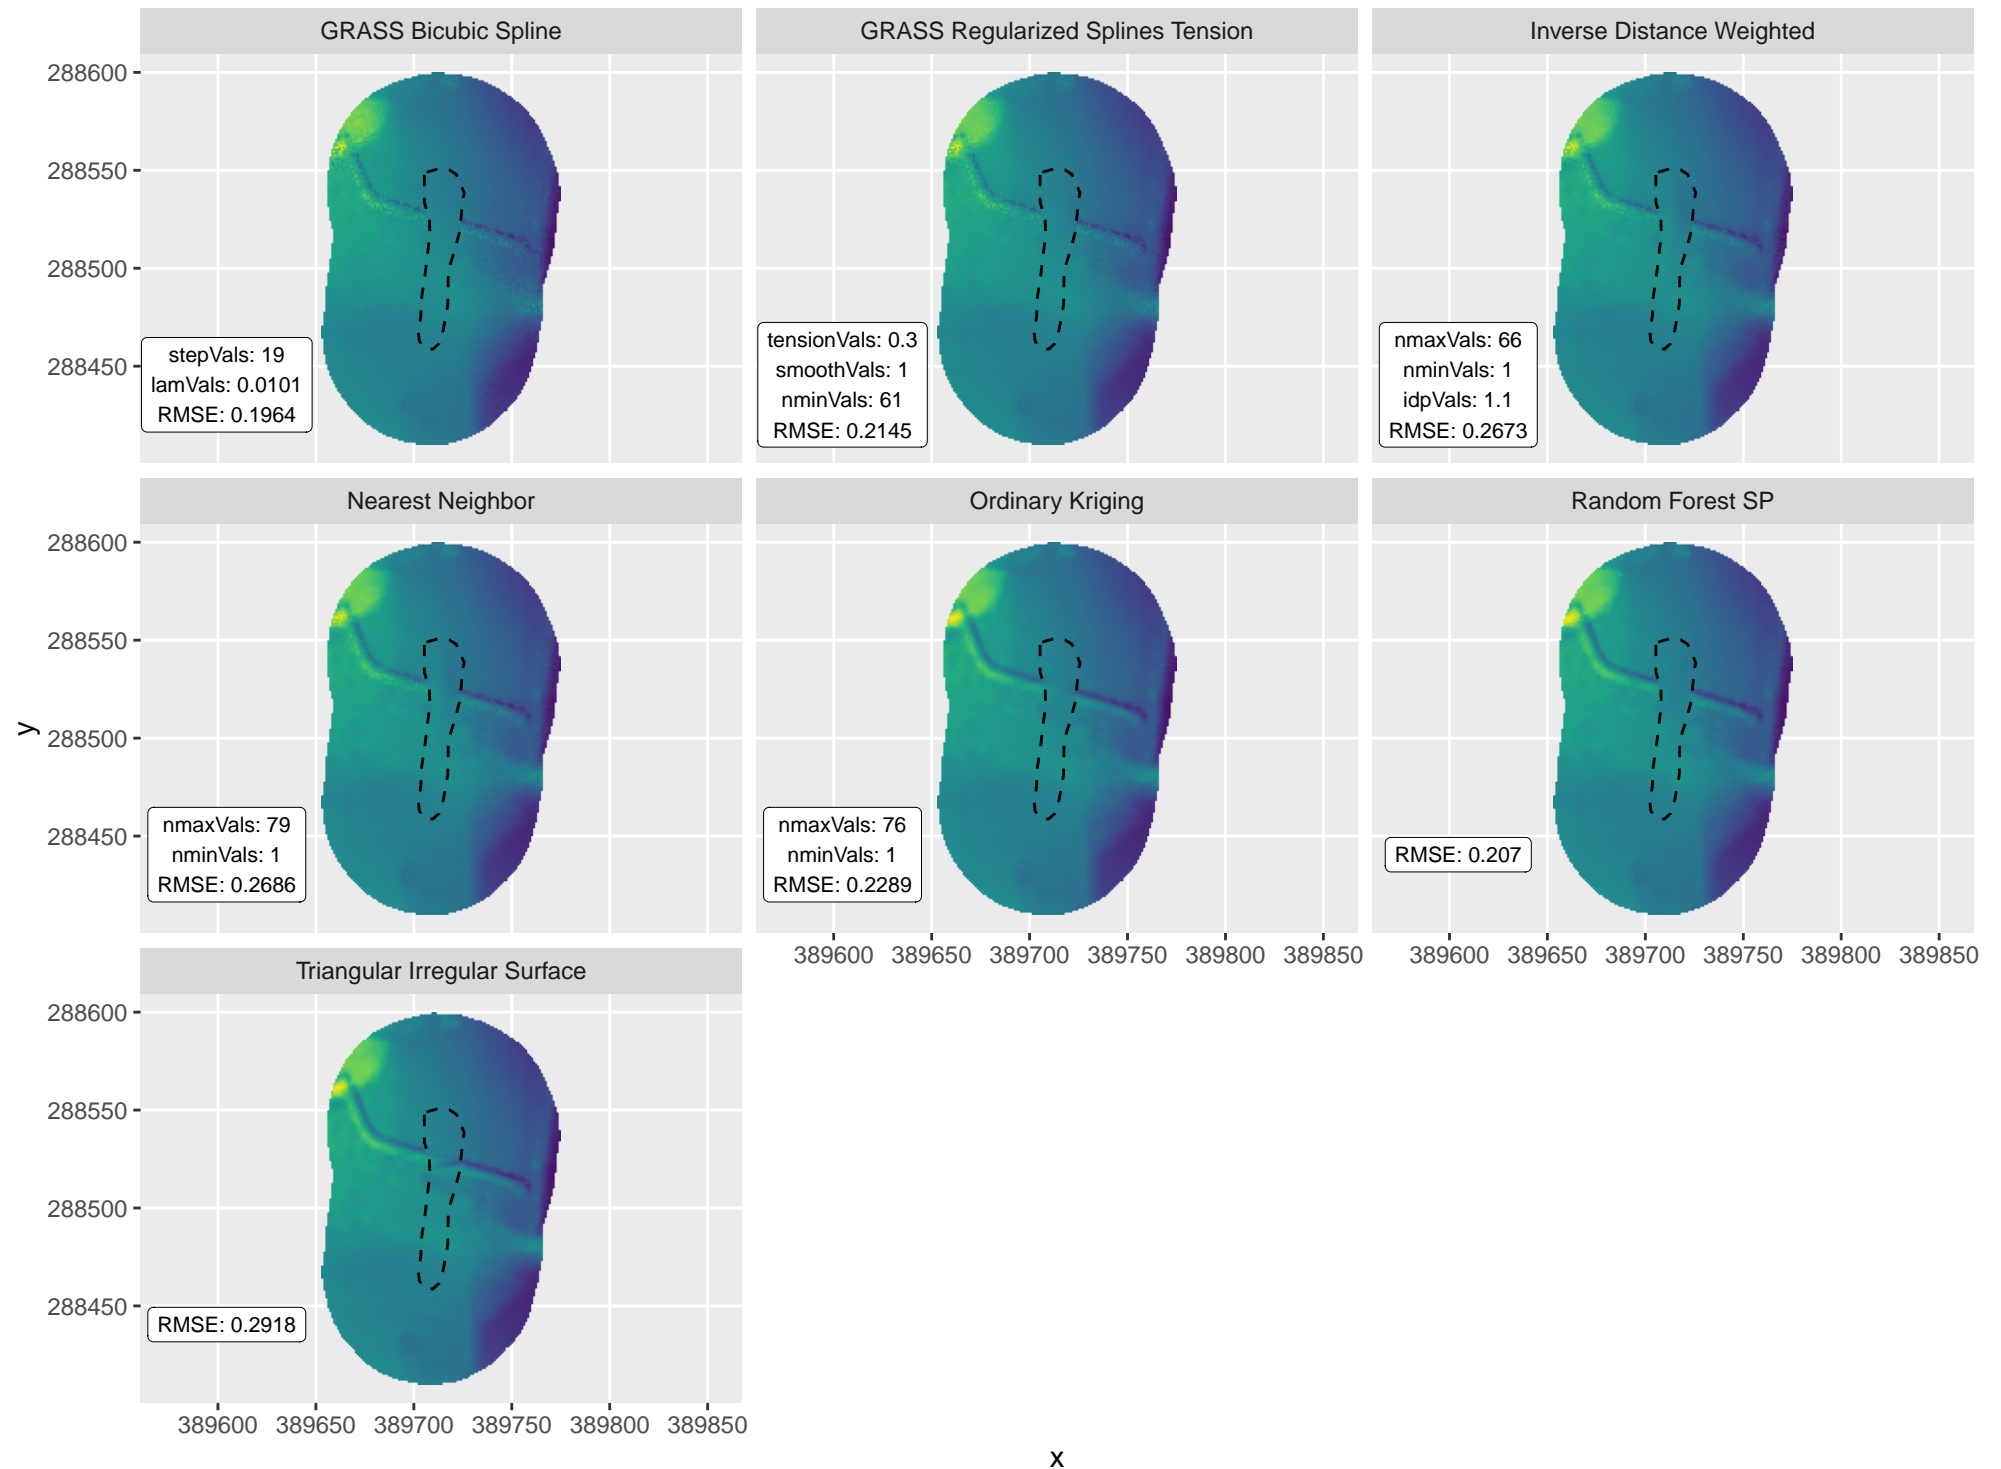 GRASS Bicubic Spline
GRASS Regularized Splines Tension
Inverse Distance Weighted
288600
288550
288500
288450
stepVals: 19
lamVals: 0.0101
RMSE: 0.1964
tensionVals: 0.3
smoothVals: 1
nminVals: 61
RMSE: 0.2145
nmaxVals: 66
nminVals: 1
idpVals: 1.1
RMSE: 0.2673
Nearest Neighbor
Ordinary Kriging
Random Forest SP
288600
288550
288500
288450
y
nmaxVals: 79
nminVals: 1
RMSE: 0.2686
nmaxVals: 76
nminVals: 1
RMSE: 0.2289
RMSE: 0.207
389600 389650 389700 389750 389800 389850
389600 389650 389700 389750 389800 389850
Triangular Irregular Surface
288600
288550
288500
288450
RMSE: 0.2918
389600 389650 389700 389750 389800 389850
x